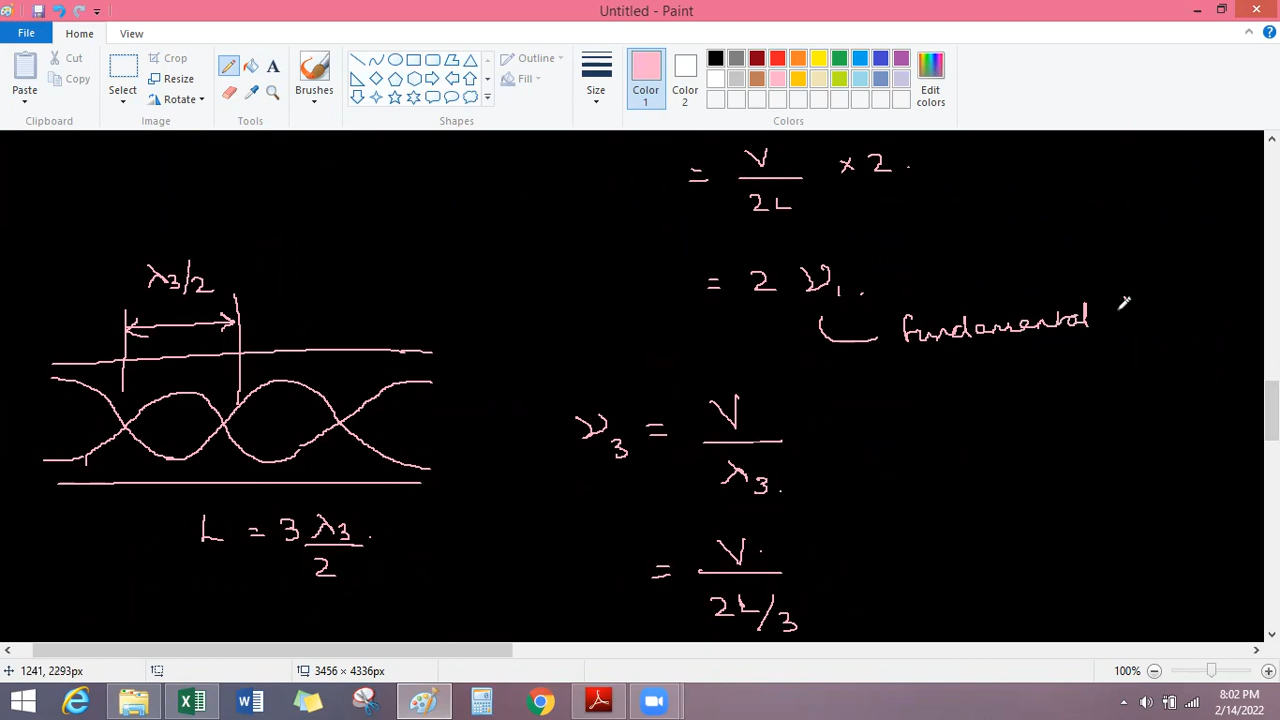 Untitled - Paint
File
Home
View
Paste
Cut
Copy
Clipboard
Select
Crop
Resize
Rotate
Image
A
Tools
Brushes
Shapes
Outline
Fill
Size
Color
1
Color
2
Colors
Edit
colors
= V/2L × 2.
= 2 ν₁.
fundamental
λ₃/2
ν₃ = V/λ₃.
L = 3λ₃/2.
= V./2L/3
1241, 2293px
3456 × 4336px
100%
8:02 PM
2/14/2022